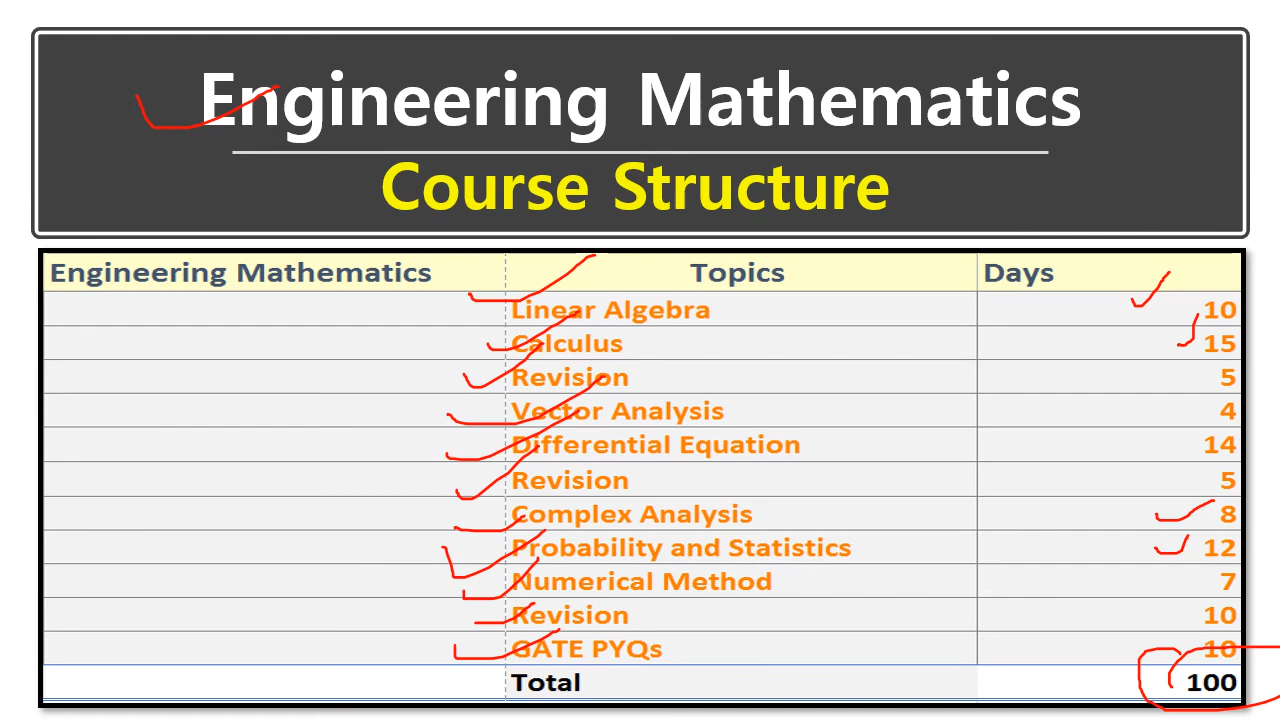 Engineering Mathematics
Course Structure
Engineering Mathematics Topics Days
Linear Algebra 10
Calculus 15
Revision 5
Vector Analysis 4
Differential Equation 14
Revision 5
Complex Analysis 8
Probability and Statistics 12
Numerical Method 7
Revision 10
GATE PYQs 10
Total 100